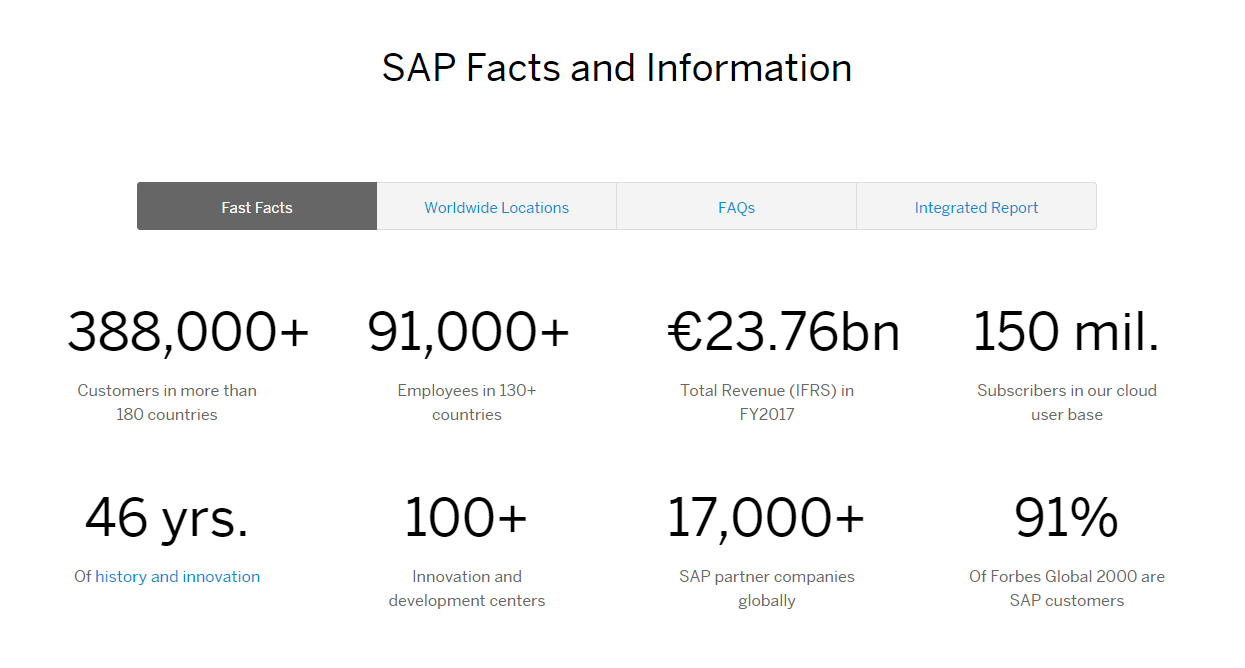 SAP Facts and Information
Fast Facts
Worldwide Locations
FAQs
Integrated Report
388,000+
Customers in more than
180 countries
91,000+
Employees in 130+
countries
€23.76bn
Total Revenue (IFRS) in
FY2017
150 mil.
Subscribers in our cloud
user base
46 yrs.
Of history and innovation
100+
Innovation and
development centers
17,000+
SAP partner companies
globally
91%
Of Forbes Global 2000 are
SAP customers